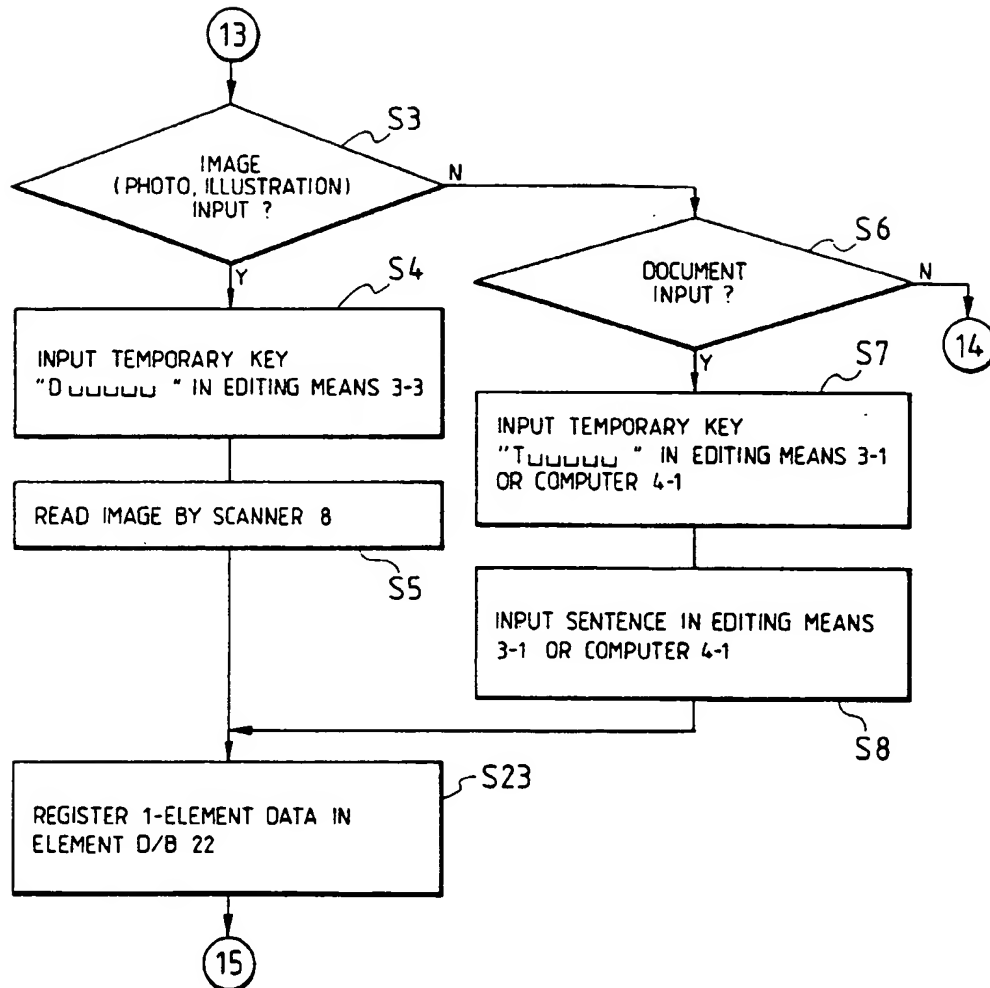 13
S3
IMAGE
(PHOTO, ILLUSTRATION)
INPUT ?
N
Y
S6
DOCUMENT
INPUT ?
N
14
Y
S4
INPUT TEMPORARY KEY
"D␣␣␣␣␣ " IN EDITING MEANS 3-3
S7
INPUT TEMPORARY KEY
"T␣␣␣␣␣ " IN EDITING MEANS 3-1
OR COMPUTER 4-1
READ IMAGE BY SCANNER 8
S5
INPUT SENTENCE IN EDITING MEANS
3-1 OR COMPUTER 4-1
S8
S23
REGISTER 1-ELEMENT DATA IN
ELEMENT D/B 22
15